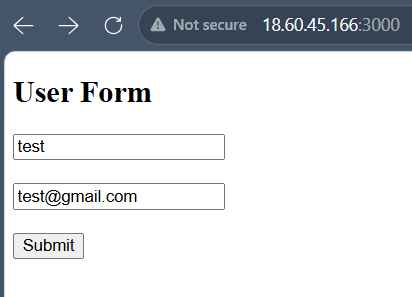 Not secure 18.60.45.166:3000
User Form
test
test@gmail.com
Submit